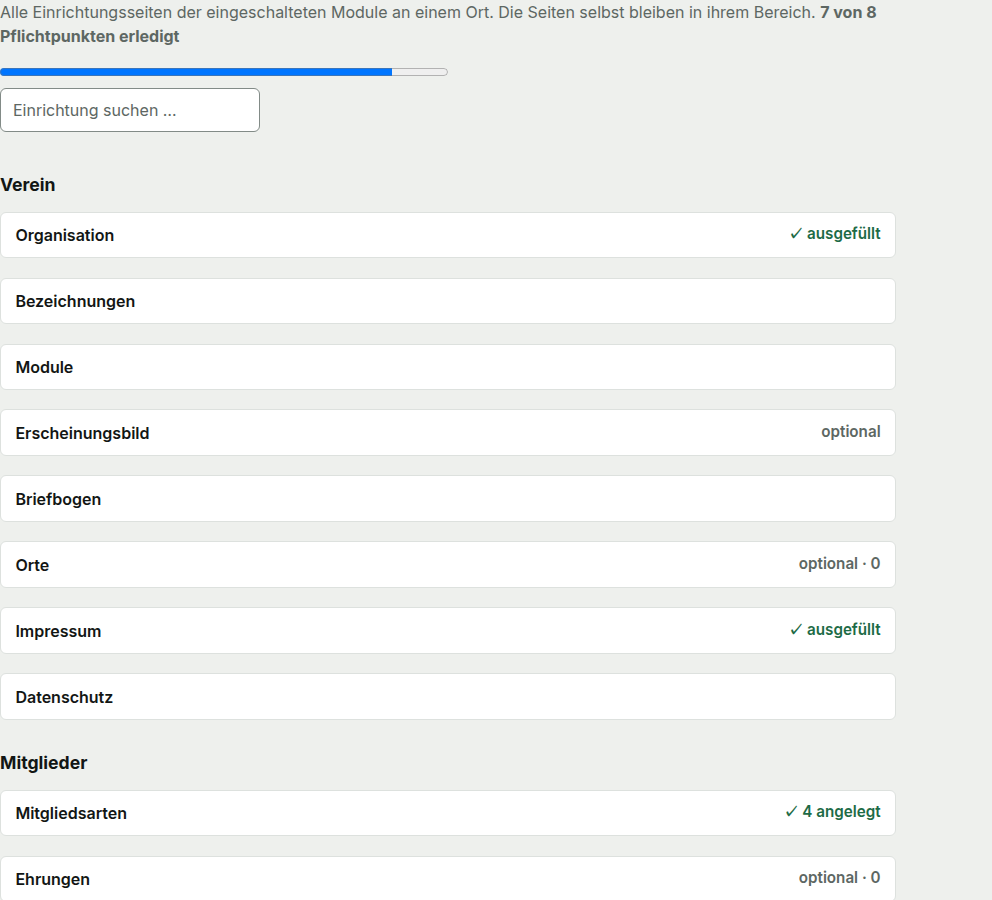 Alle Einrichtungsseiten der eingeschalteten Module an einem Ort. Die Seiten selbst bleiben in ihrem Bereich. 7 von 8
Pflichtpunkten erledigt
Einrichtung suchen …
Verein
Organisation ✓ ausgefüllt
Bezeichnungen
Module
Erscheinungsbild optional
Briefbogen
Orte optional · 0
Impressum ✓ ausgefüllt
Datenschutz
Mitglieder
Mitgliedsarten ✓ 4 angelegt
Ehrungen optional · 0